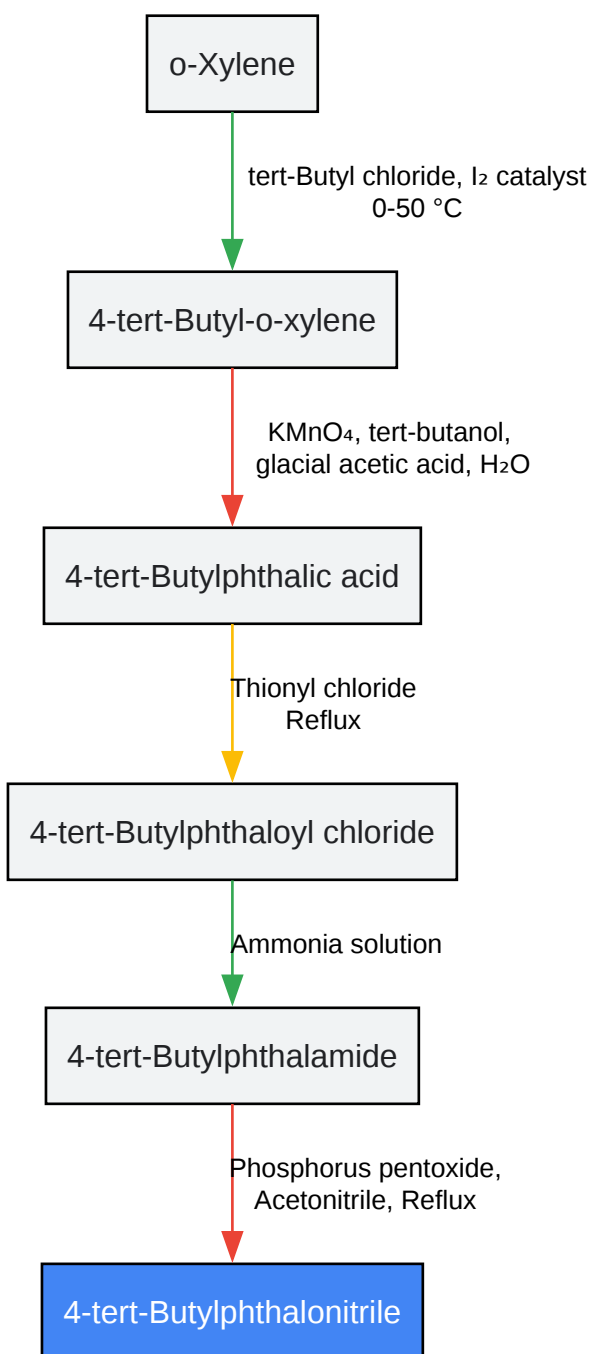 o-Xylene
tert-Butyl chloride, I₂ catalyst
0-50 °C
4-tert-Butyl-o-xylene
KMnO₄, tert-butanol,
glacial acetic acid, H₂O
4-tert-Butylphthalic acid
Thionyl chloride
Reflux
4-tert-Butylphthaloyl chloride
Ammonia solution
4-tert-Butylphthalamide
Phosphorus pentoxide,
Acetonitrile, Reflux
4-tert-Butylphthalonitrile